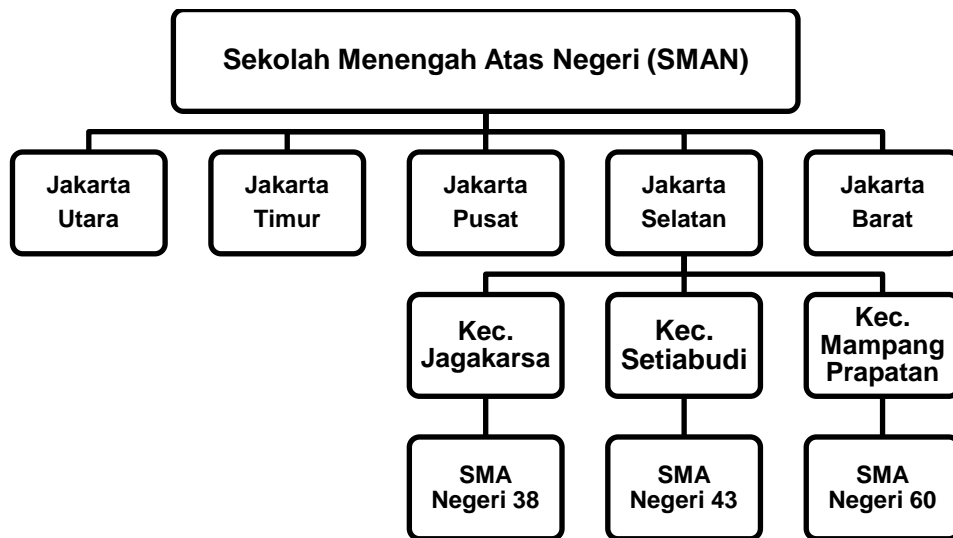 Sekolah Menengah Atas Negeri (SMAN)
Jakarta
Utara
Jakarta
Timur
Jakarta
Pusat
Jakarta
Selatan
Jakarta
Barat
Kec.
Jagakarsa
Kec.
Setiabudi
Kec.
Mampang
Prapatan
SMA
Negeri 38
SMA
Negeri 43
SMA
Negeri 60